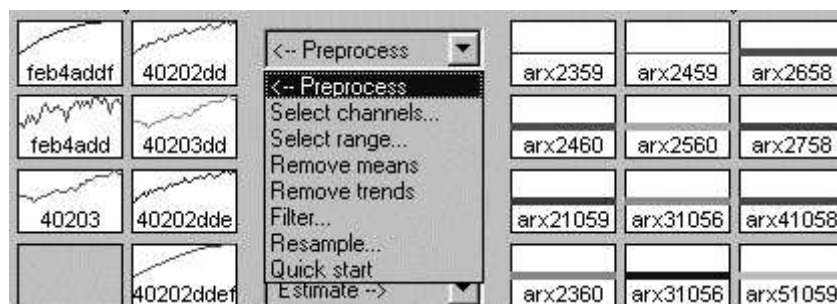 feb4addf 40202dd
feb4add 40203dd
40203 40202dde
40202ddef
<-- Preprocess
<-- Preprocess
Select channels...
Select range...
Remove means
Remove trends
Filter...
Resample...
Quick start
Estimate -->
arx2359 arx2459 arx2658
arx2460 arx2560 arx2758
arx21059 arx31056 arx41058
arx2360 arx31056 arx51059